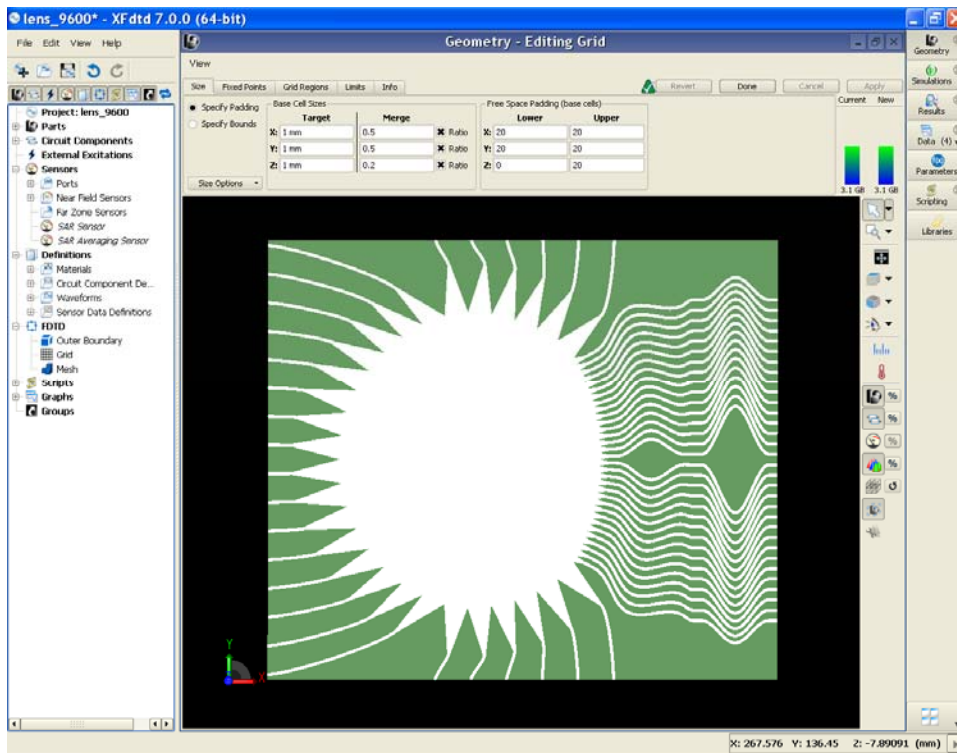 lens_9600* - XFdtd 7.0.0 (64-bit)
File Edit View Help
Project: lens_9600
Parts
Circuit Components
External Excitations
Sensors
Ports
Near Field Sensors
Far Zone Sensors
SAR Sensor
SAR Averaging Sensor
Definitions
Materials
Circuit Component De...
Waveforms
Sensor Data Definitions
FDTD
Outer Boundary
Grid
Mesh
Scripts
Graphs
Groups
Geometry - Editing Grid
View
Size Fixed Points Grid Regions Limits Info
Revert Done Cancel Apply
Specify Padding
Specify Bounds
Size Options
Base Cell Sizes
Target Merge
X: 1 mm 0.5 Ratio
Y: 1 mm 0.5 Ratio
Z: 1 mm 0.2 Ratio
Free Space Padding (base cells)
Lower Upper
X: 20 20
Y: 20 20
Z: 0 20
Current New
3.1 GB 3.1 GB
Geometry
Simulations
Results
Data (4)
f(x)
Parameters
Scripting
Libraries
%
%
%
%
Y
X
X: 267.576 Y: 136.45 Z: -7.89091 (mm)